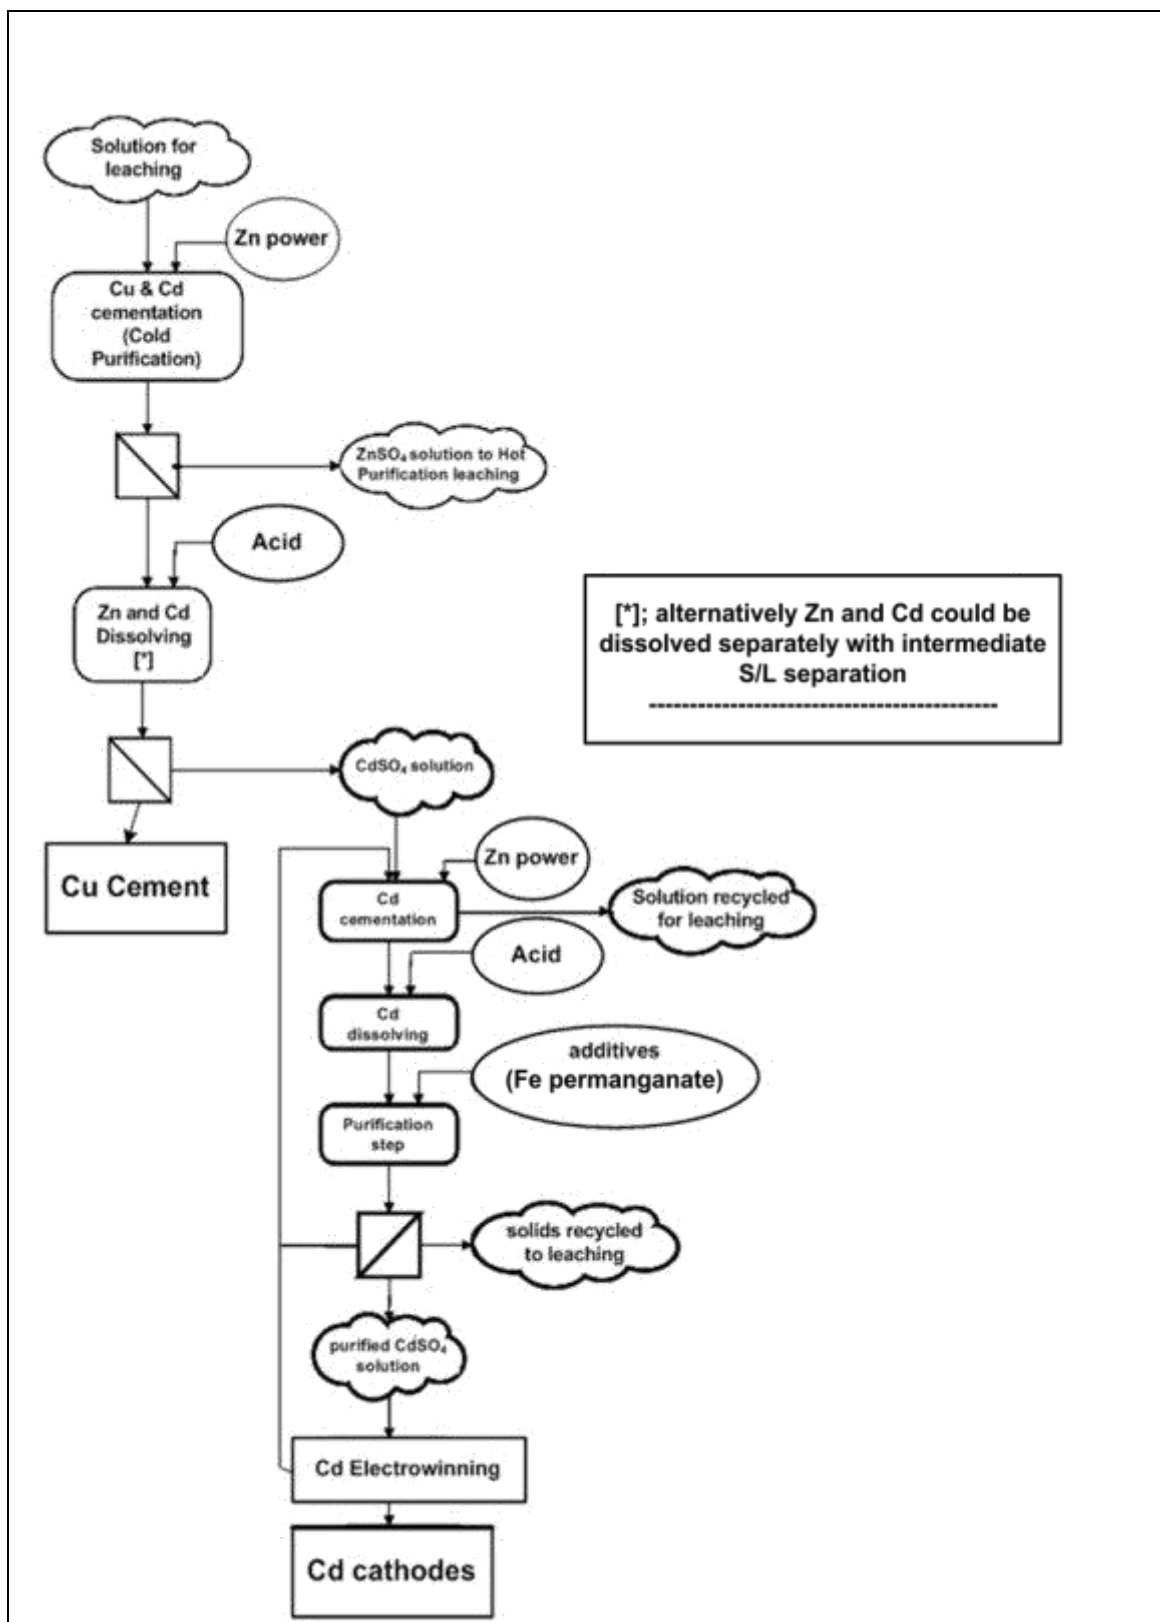 Solution for
leaching
Zn power
Cu & Cd
cementation
(Cold
Purification)
ZnSO₄ solution to Hot
Purification leaching
Acid
Zn and Cd
Dissolving
[*]
[*]; alternatively Zn and Cd could be
dissolved separately with intermediate
S/L separation
-------------------------------------------
CdSO₄ solution
Cu Cement
Zn power
Cd
cementation
Solution recycled
for leaching
Acid
Cd
dissolving
additives
(Fe permanganate)
Purification
step
solids recycled
to leaching
purified CdSO₄
solution
Cd Electrowinning
Cd cathodes